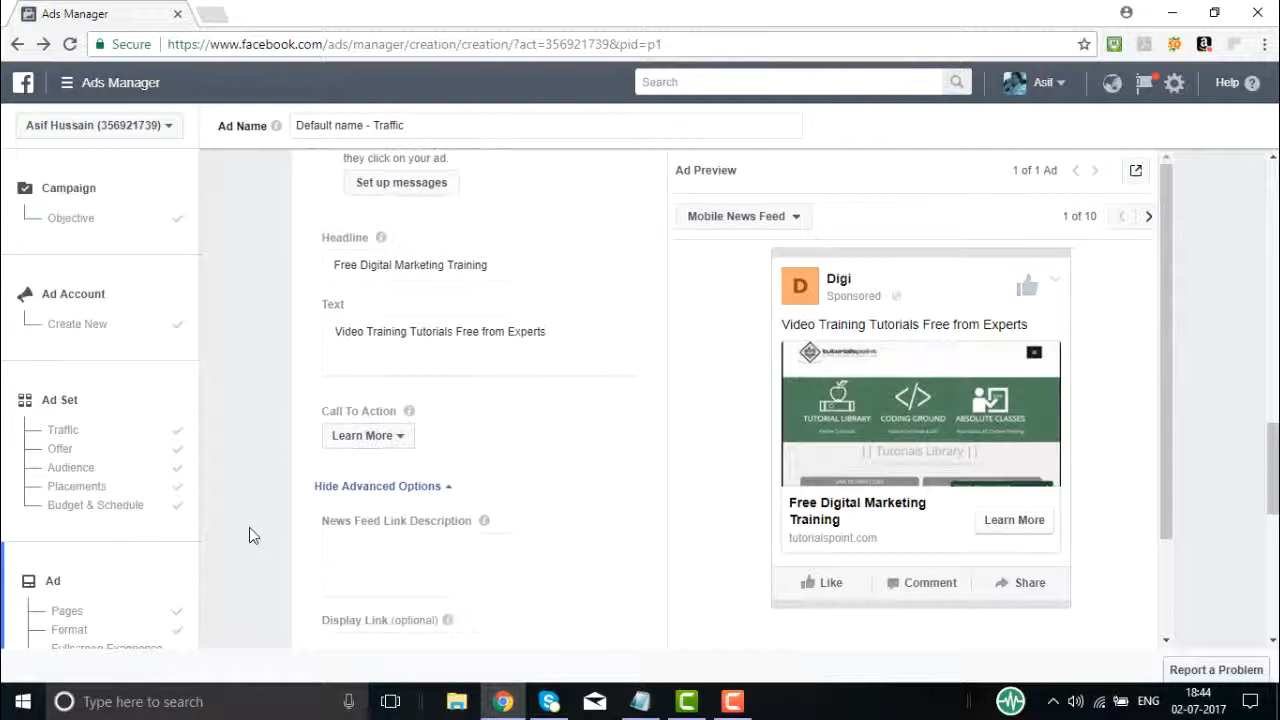 Ads Manager
Secure
https://www.facebook.com/ads/manager/creation/creation/?act=356921739&pid=p1
Ads Manager
Search
Asif
Help
Asif Hussain (356921739)
Ad Name
Default name - Traffic
Campaign
Objective
Ad Account
Create New
Ad Set
Traffic
Offer
Audience
Placements
Budget & Schedule
Ad
Pages
Format
Fullscreen Experience
they click on your ad.
Set up messages
Headline
Free Digital Marketing Training
Text
Video Training Tutorials Free from Experts
Call To Action
Learn More
Hide Advanced Options
News Feed Link Description
Display Link (optional)
Ad Preview
1 of 1 Ad
Mobile News Feed
1 of 10
D
Digi
Sponsored
Video Training Tutorials Free from Experts
tutorialspoint
TUTORIAL LIBRARY
CODING GROUND
ABSOLUTE CLASSES
| | Tutorials Library | |
Free Digital Marketing
Training
Learn More
tutorialspoint.com
Like
Comment
Share
Report a Problem
Type here to search
ENG
18:44
02-07-2017